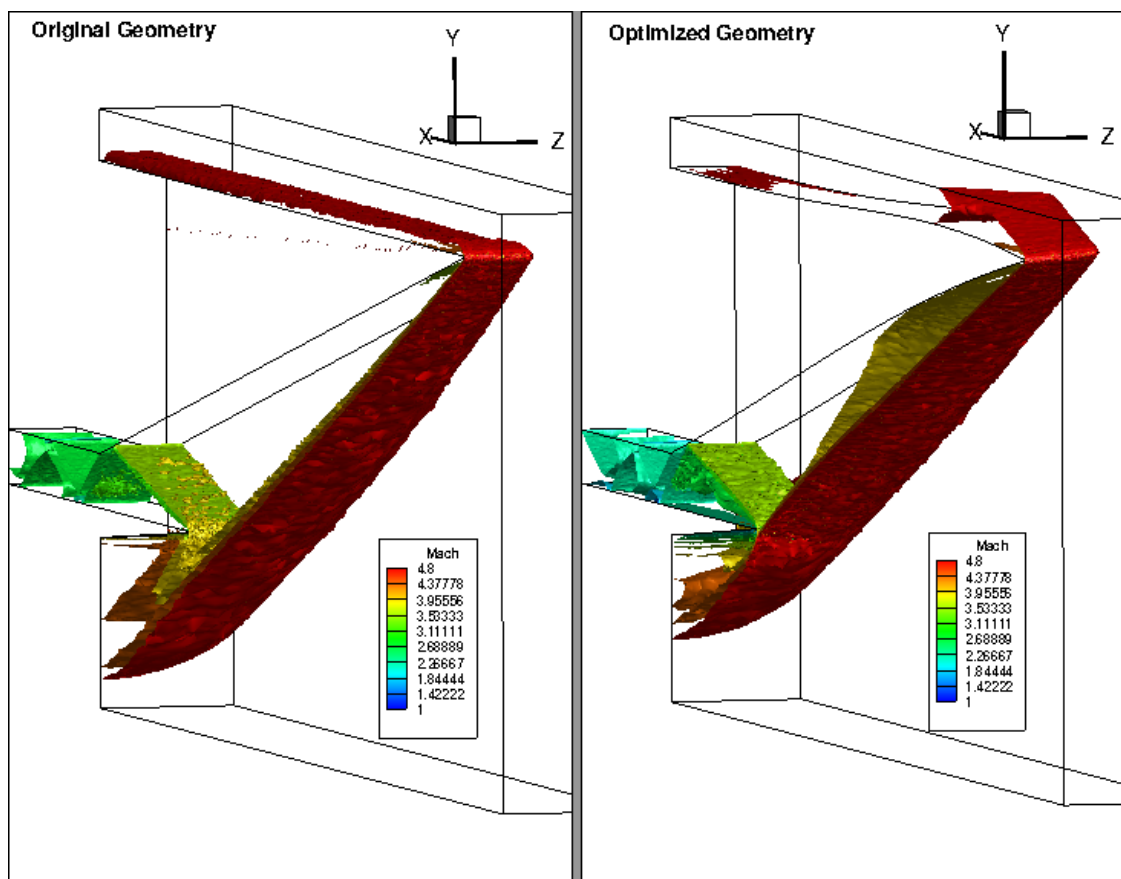 Original Geometry
Y
X
Z
Mach
4.8
4.37778
3.95556
3.53333
3.11111
2.68889
2.26667
1.84444
1.42222
1
Optimized Geometry
Y
X
Z
Mach
4.8
4.37778
3.95556
3.53333
3.11111
2.68889
2.26667
1.84444
1.42222
1